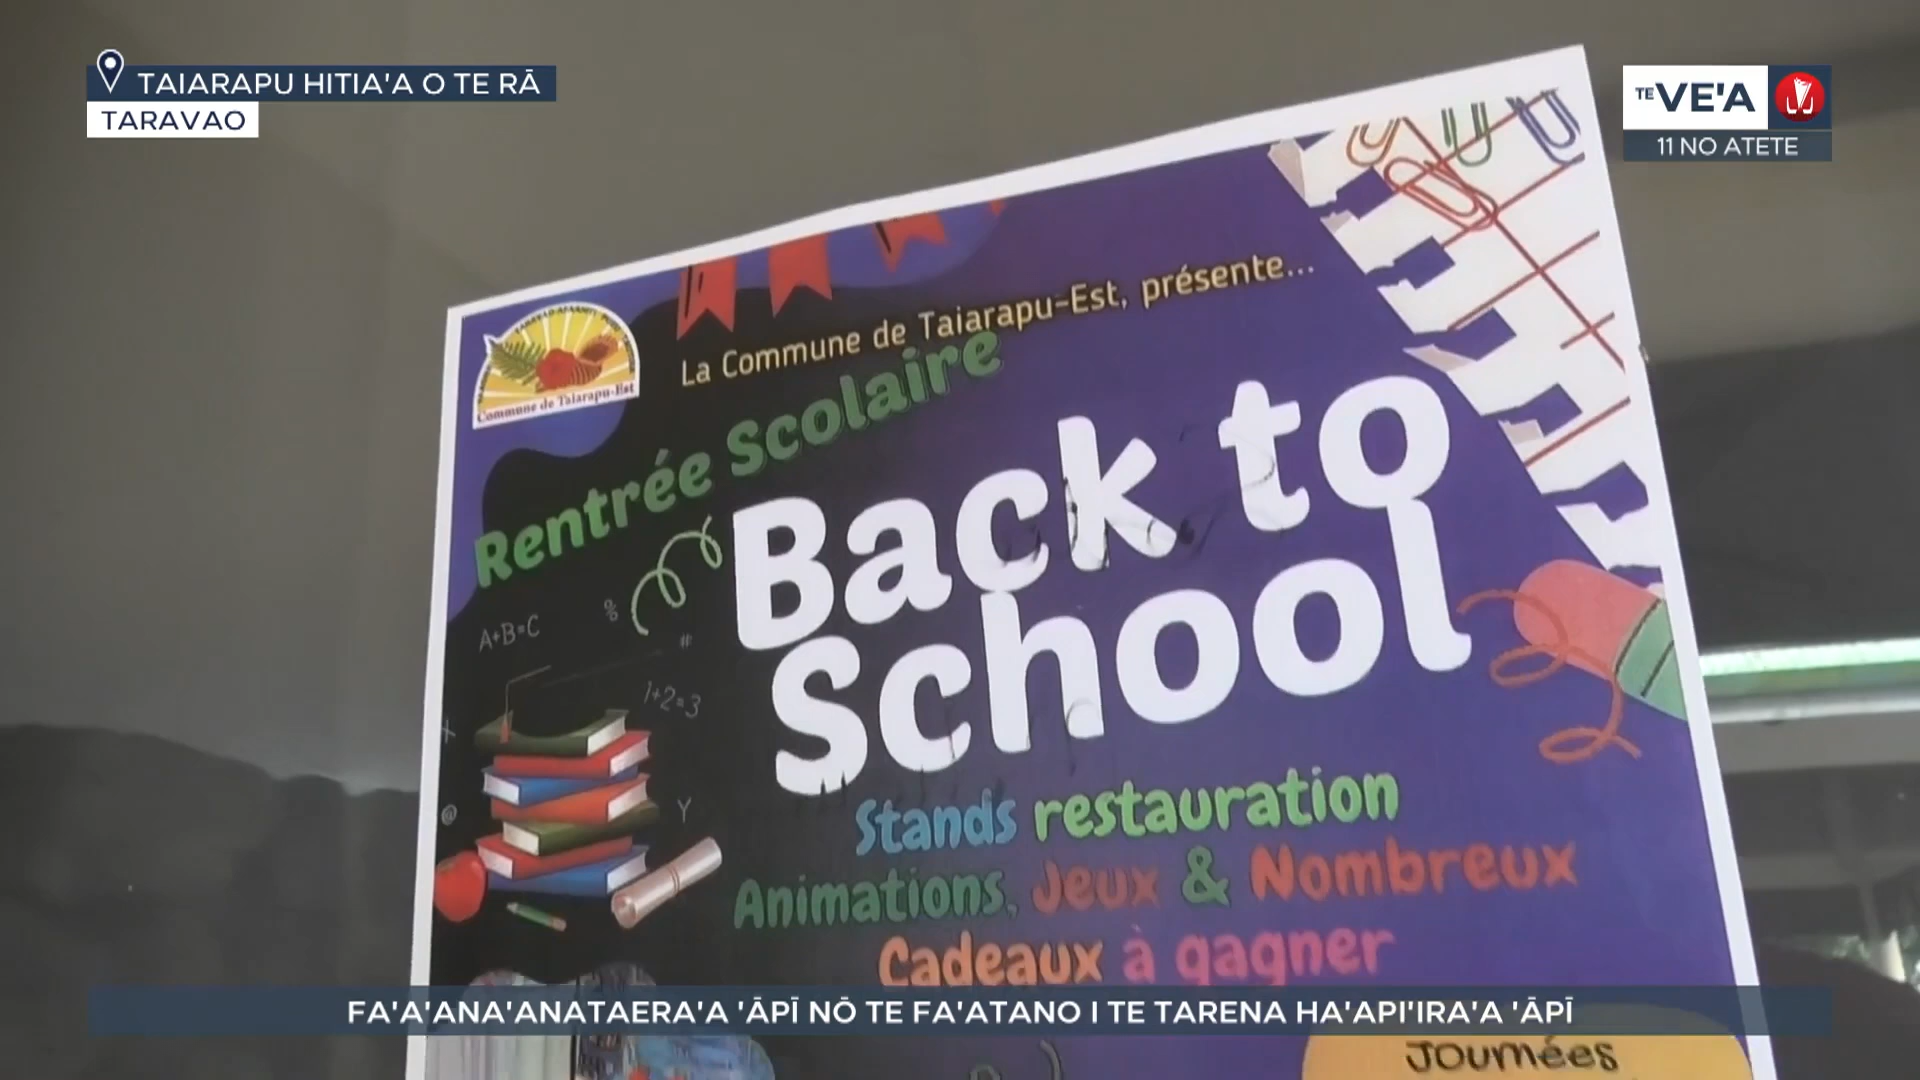 TAIARAPU HITIA'A O TE RĀ
TARAVAO
TE VE'A
11 NO ATETE
La Commune de Taiarapu-Est, présente...
Commune de Taiarapu-Est
Rentrée Scolaire
Back to
School
A+B=C
%
#
1+2=3
X
@
Y
Stands restauration
Animations, Jeux & Nombreux
Cadeaux à gagner
FA'A'ANA'ANATAERA'A 'ĀPĪ NŌ TE FA'ATANO I TE TARENA HA'API'IRA'A 'ĀPĪ
Journées